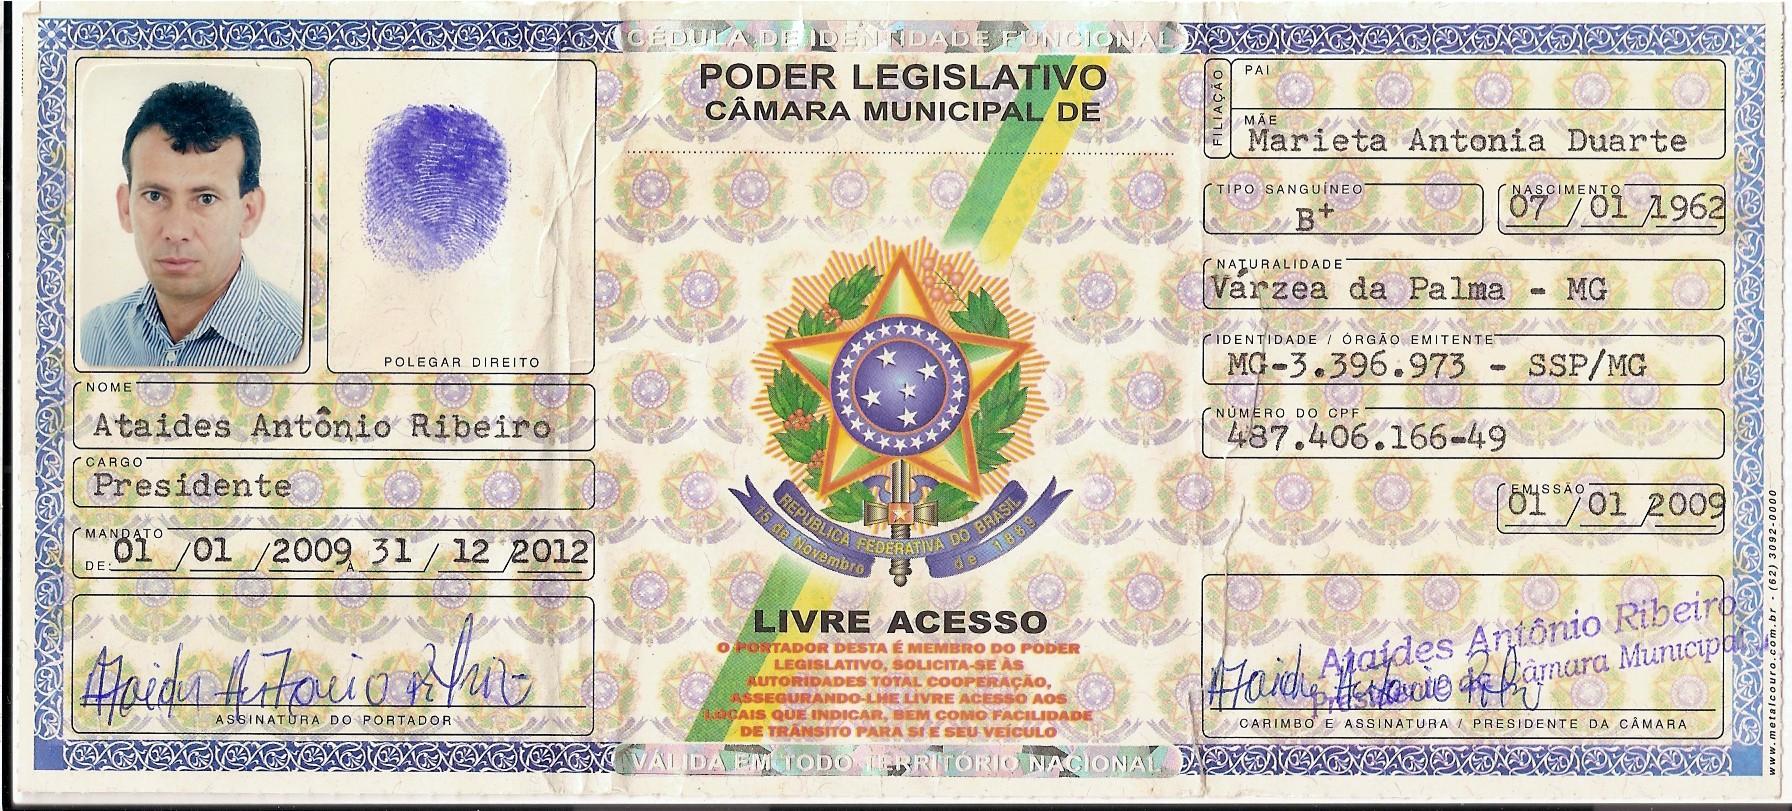 CÉDULA DE IDENTIDADE FUNCIONAL
POLEGAR DIREITO
NOME
Ataides Antônio Ribeiro
CARGO
Presidente
MANDATO
DE: 01 / 01 / 2009 À 31 / 12 / 2012
ASSINATURA DO PORTADOR
PODER LEGISLATIVO
CÂMARA MUNICIPAL DE
REPÚBLICA FEDERATIVA DO BRASIL
15 de Novembro de 1889
LIVRE ACESSO
O PORTADOR DESTA É MEMBRO DO PODER
LEGISLATIVO, SOLICITA-SE ÀS
AUTORIDADES TOTAL COOPERAÇÃO,
ASSEGURANDO-LHE LIVRE ACESSO AOS
LOCAIS QUE INDICAR, BEM COMO FACILIDADE
DE TRÂNSITO PARA SI E SEU VEÍCULO
VÁLIDA EM TODO TERRITÓRIO NACIONAL
FILIAÇÃO
PAI
MÃE
Marieta Antonia Duarte
TIPO SANGUÍNEO
B+
NASCIMENTO
07 / 01 / 1962
NATURALIDADE
Várzea da Palma - MG
IDENTIDADE / ÓRGÃO EMITENTE
MG-3.396.973 - SSP/MG
NÚMERO DO CPF
487.406.166-49
EMISSÃO
01 / 01 / 2009
Ataides Antônio Ribeiro
Presidente da Câmara Municipal
CARIMBO E ASSINATURA / PRESIDENTE DA CÂMARA
www.metalcouro.com.br - (62) 3092-0000